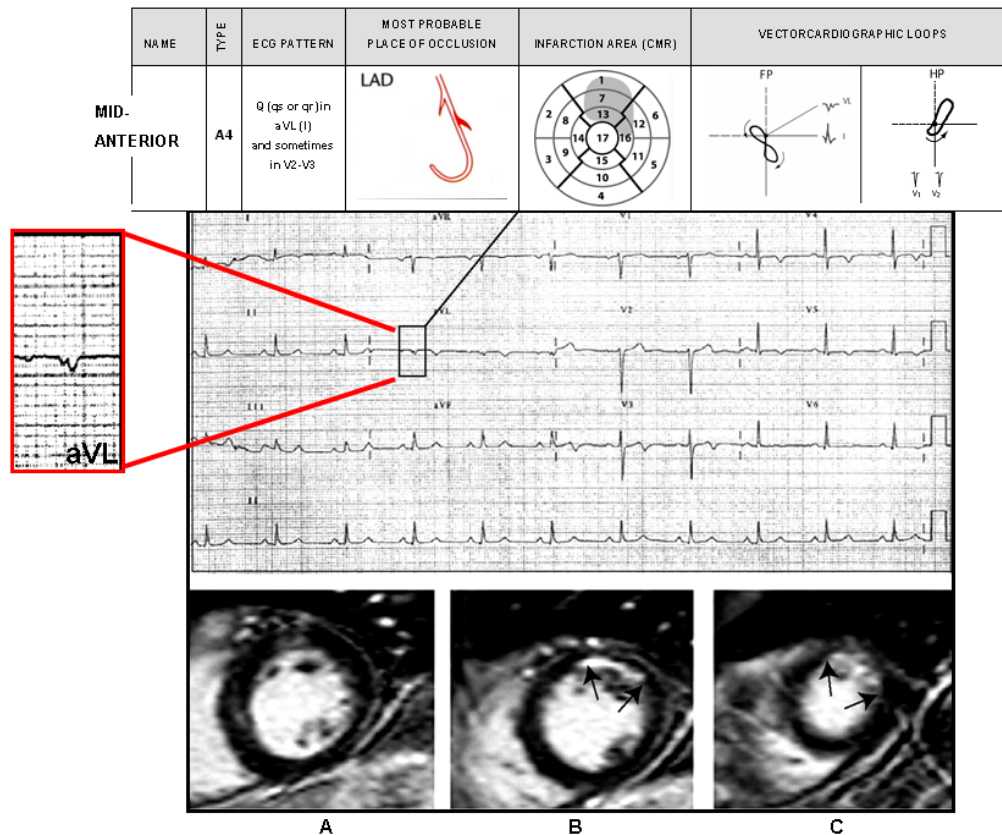 NAME
TYPE
ECG PATTERN
MOST PROBABLE
PLACE OF OCCLUSION
INFARCTION AREA (CMR)
VECTORCARDIOGRAPHIC LOOPS
MID-
ANTERIOR
A4
Q (qs or qr) in
aVL (I)
and sometimes
in V2-V3
LAD
1
7
13
2
8
14
17
16
12
6
3
9
15
11
5
10
4
FP
VL
I
HP
V1
V2
I
aVR
V1
V4
II
aVL
V2
V5
III
aVF
V3
V6
II
aVL
A
B
C